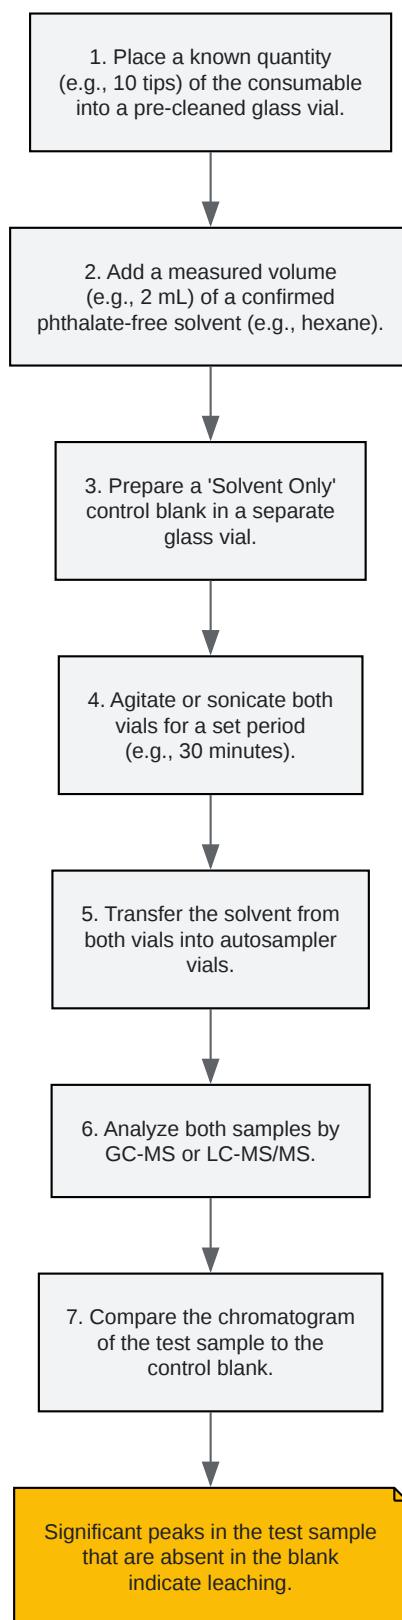 1. Place a known quantity
(e.g., 10 tips) of the consumable
into a pre-cleaned glass vial.
2. Add a measured volume
(e.g., 2 mL) of a confirmed
phthalate-free solvent (e.g., hexane).
3. Prepare a 'Solvent Only'
control blank in a separate
glass vial.
4. Agitate or sonicate both
vials for a set period
(e.g., 30 minutes).
5. Transfer the solvent from
both vials into autosampler
vials.
6. Analyze both samples by
GC-MS or LC-MS/MS.
7. Compare the chromatogram
of the test sample to the
control blank.
Significant peaks in the test sample
that are absent in the blank
indicate leaching.